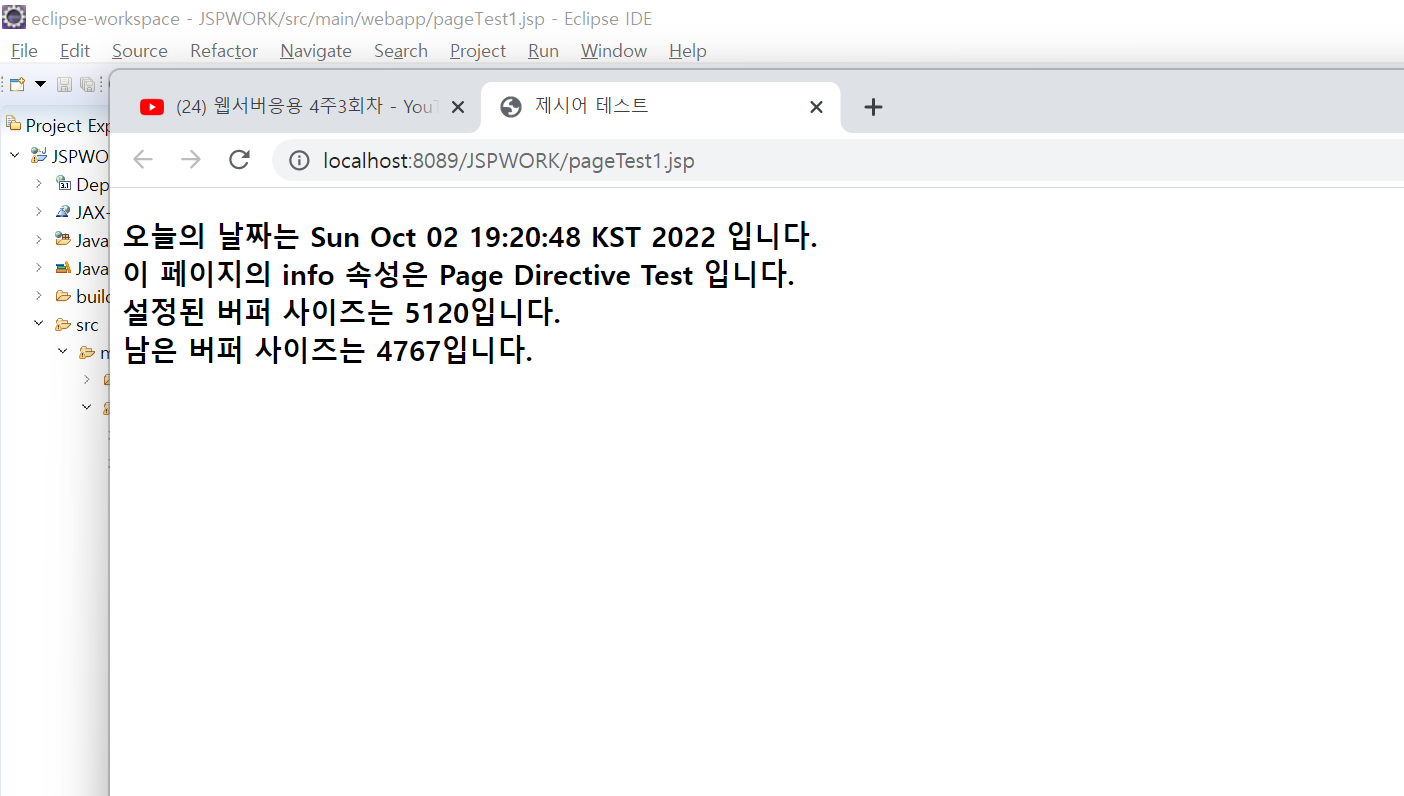 eclipse-workspace - JSPWORK/src/main/webapp/pageTest1.jsp - Eclipse IDE
File Edit Source Refactor Navigate Search Project Run Window Help
(24) 웹서버응용 4주3회차 - You
제시어 테스트
localhost:8089/JSPWORK/pageTest1.jsp
Project Exp
JSPWO
Dep
JAX-
Java
Java
build
src
m
오늘의 날짜는 Sun Oct 02 19:20:48 KST 2022 입니다.
이 페이지의 info 속성은 Page Directive Test 입니다.
설정된 버퍼 사이즈는 5120입니다.
남은 버퍼 사이즈는 4767입니다.